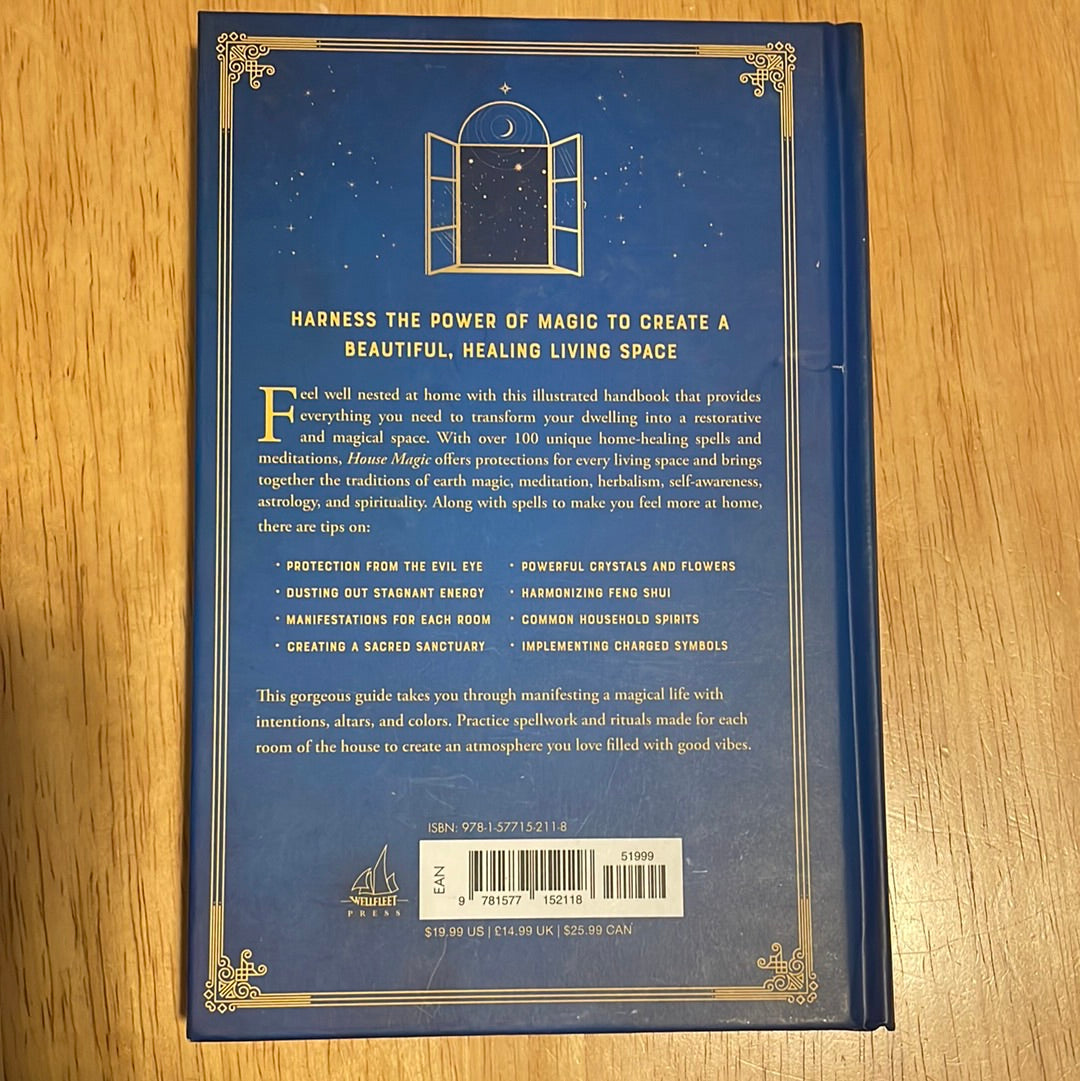 HARNESS THE POWER OF MAGIC TO CREATE A
BEAUTIFUL, HEALING LIVING SPACE
Feel well nested at home with this illustrated handbook that provides
everything you need to transform your dwelling into a restorative
and magical space. With over 100 unique home-healing spells and
meditations, House Magic offers protections for every living space and brings
together the traditions of earth magic, meditation, herbalism, self-awareness,
astrology, and spirituality. Along with spells to make you feel more at home,
there are tips on:
• PROTECTION FROM THE EVIL EYE
• DUSTING OUT STAGNANT ENERGY
• MANIFESTATIONS FOR EACH ROOM
• CREATING A SACRED SANCTUARY
• POWERFUL CRYSTALS AND FLOWERS
• HARMONIZING FENG SHUI
• COMMON HOUSEHOLD SPIRITS
• IMPLEMENTING CHARGED SYMBOLS
This gorgeous guide takes you through manifesting a magical life with
intentions, altars, and colors. Practice spellwork and rituals made for each
room of the house to create an atmosphere you love filled with good vibes.
WELLFLEET
PRESS
ISBN: 978-1-57715-211-8
EAN
51999
9 781577 152118
$19.99 US | £14.99 UK | $25.99 CAN